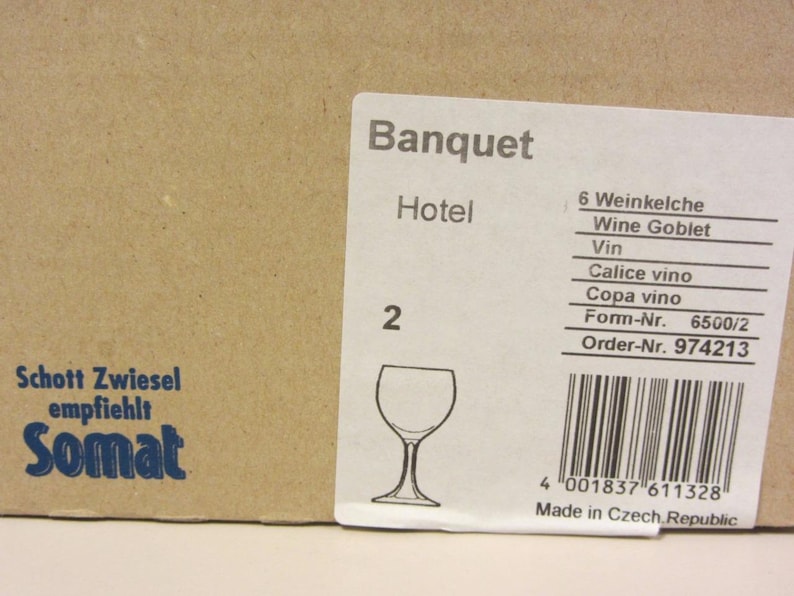 Banquet
Hotel
6 Weinkelche
Wine Goblet
Vin
Calice vino
Copa vino
Form-Nr. 6500/2
Order-Nr. 974213
2
4 001837 611328
Made in Czech.Republic
Schott Zwiesel
empfiehlt
Somat